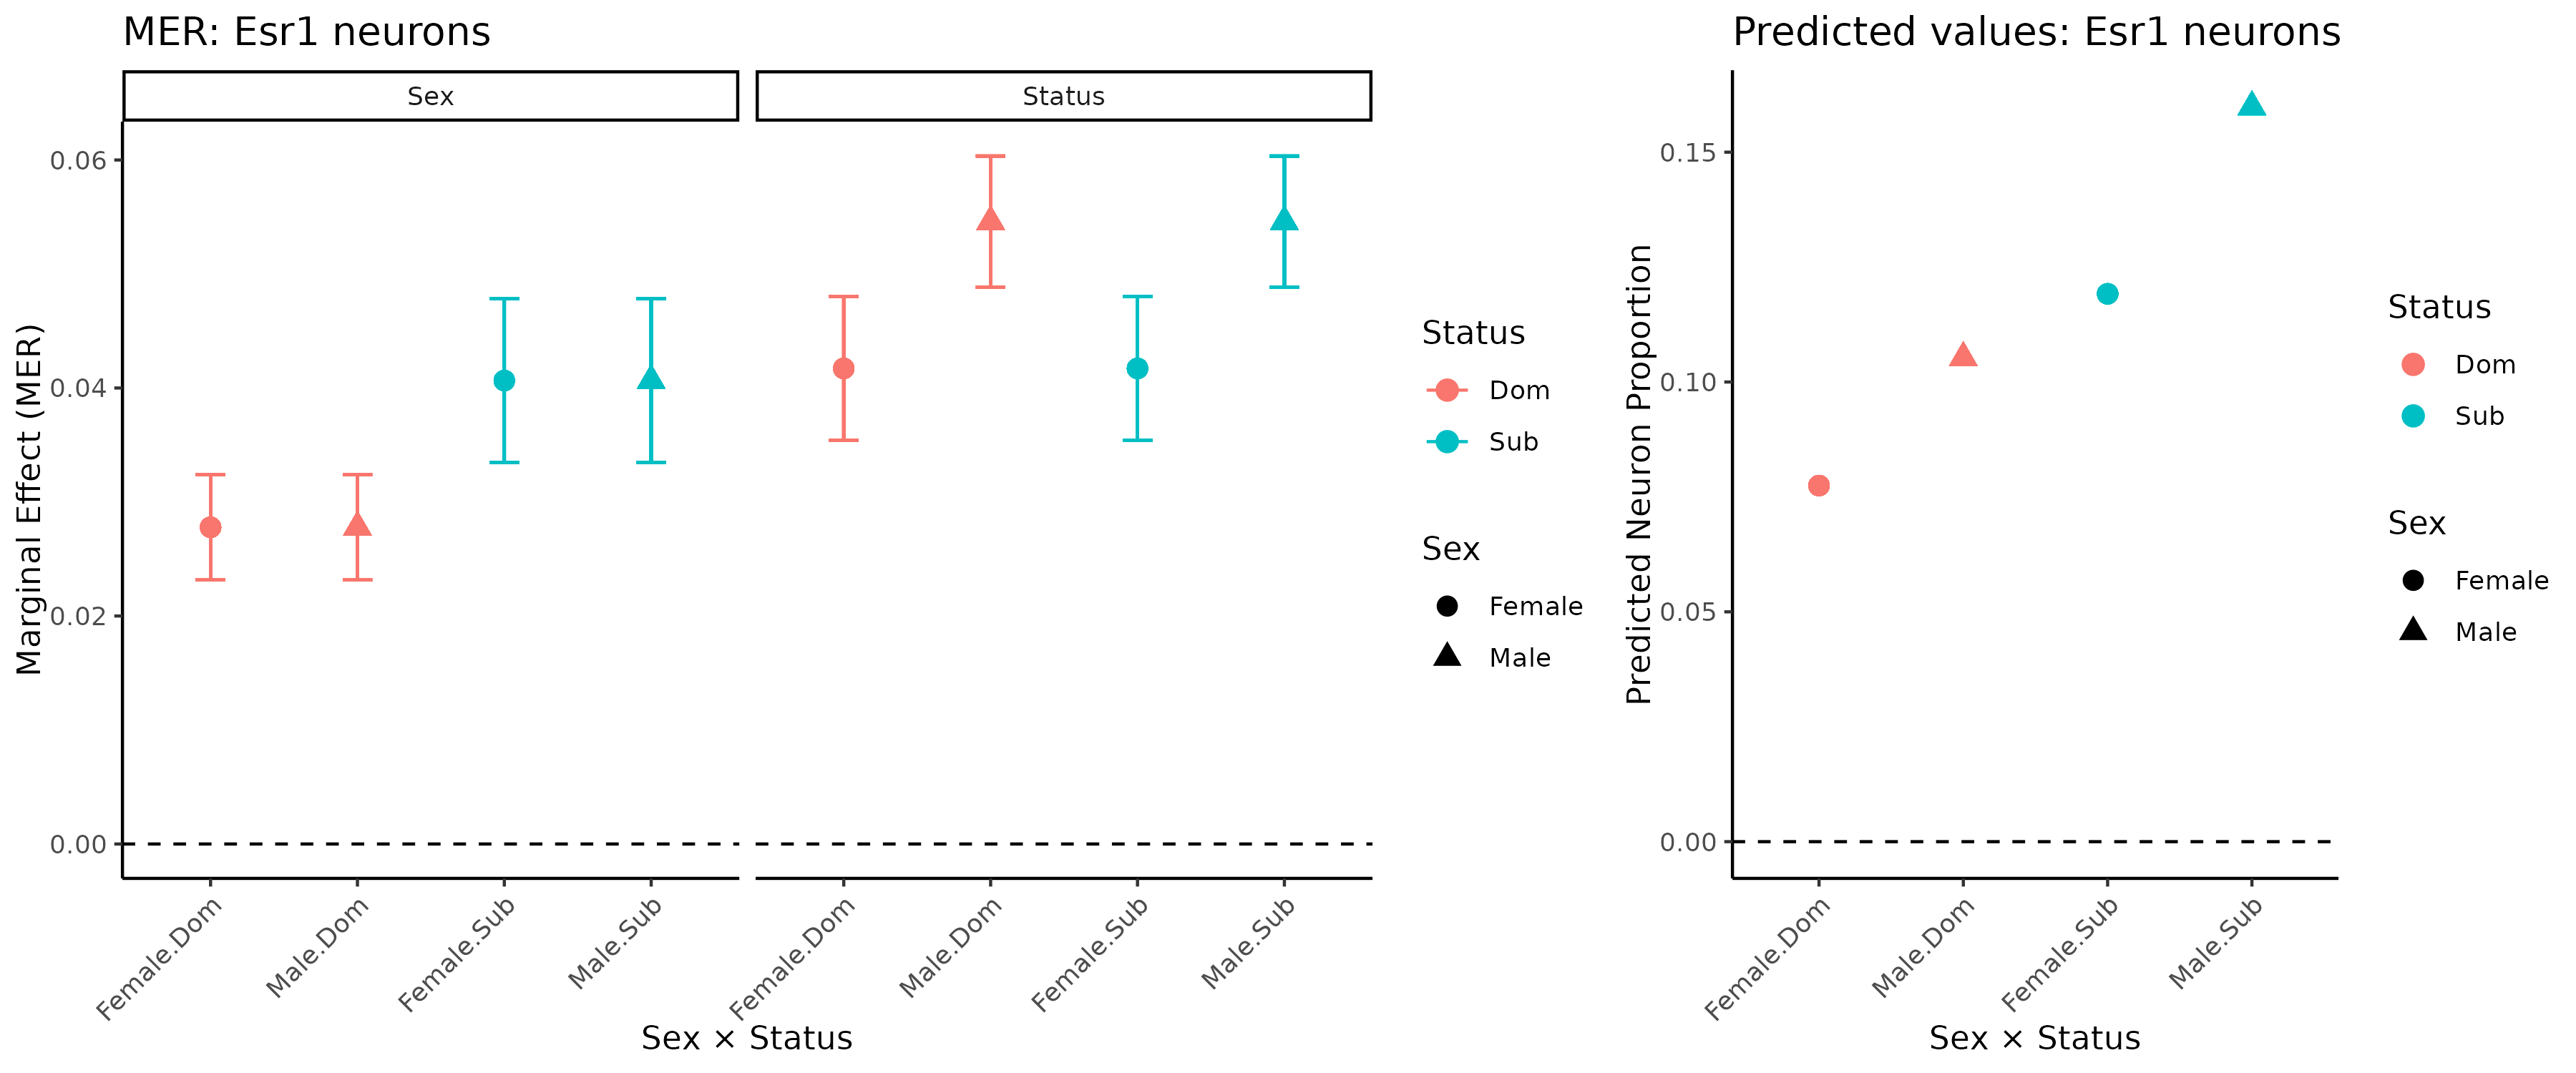 MER: Esr1 neurons
Sex
Status
Marginal Effect (MER)
0.06
0.04
0.02
0.00
Female.Dom
Male.Dom
Female.Sub
Male.Sub
Female.Dom
Male.Dom
Female.Sub
Male.Sub
Sex × Status
Status
Dom
Sub
Sex
Female
Male
Predicted values: Esr1 neurons
Predicted Neuron Proportion
0.15
0.10
0.05
0.00
Female.Dom
Male.Dom
Female.Sub
Male.Sub
Sex × Status
Status
Dom
Sub
Sex
Female
Male